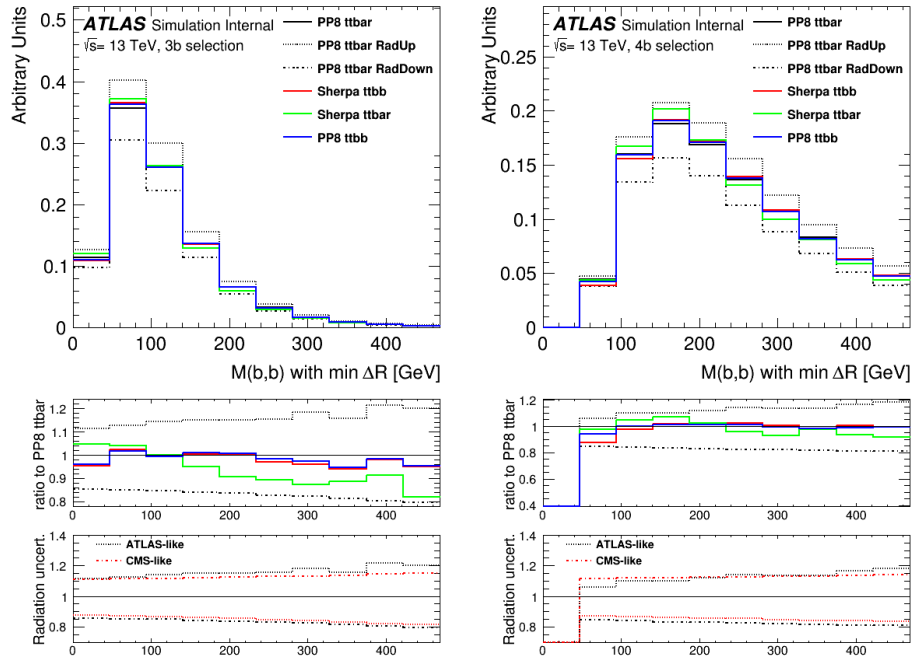 ATLAS Simulation Internal
√s= 13 TeV, 3b selection
PP8 ttbar
PP8 ttbar RadUp
PP8 ttbar RadDown
Sherpa ttbb
Sherpa ttbar
PP8 ttbb
Arbitrary Units
0.5
0.4
0.3
0.2
0.1
0
0 100 200 300 400
M(b,b) with min ΔR [GeV]
ratio to PP8 ttbar
1.2
1.1
1.0
0.9
0.8
0 100 200 300 400
Radiation uncert.
ATLAS-like
CMS-like
1.4
1.2
1
0.8
0 100 200 300 400
ATLAS Simulation Internal
√s= 13 TeV, 4b selection
PP8 ttbar
PP8 ttbar RadUp
PP8 ttbar RadDown
Sherpa ttbb
Sherpa ttbar
PP8 ttbb
Arbitrary Units
0.25
0.2
0.15
0.1
0.05
0
0 100 200 300 400
M(b,b) with min ΔR [GeV]
ratio to PP8 ttbar
1.2
1.0
0.8
0.6
0.4
0 100 200 300 400
Radiation uncert.
ATLAS-like
CMS-like
1.4
1.2
1
0.8
0 100 200 300 400